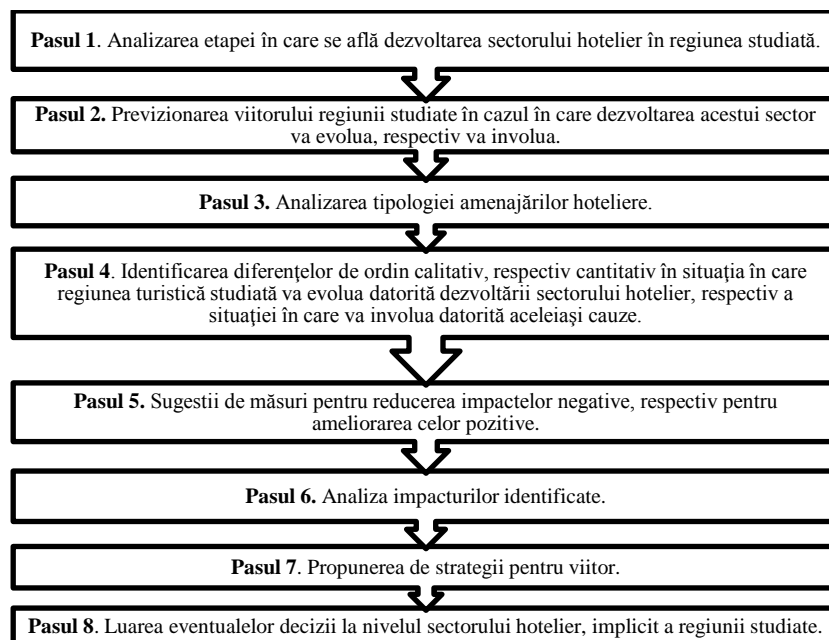 Pasul 1. Analizarea etapei în care se află dezvoltarea sectorului hotelier în regiunea studiată.
Pasul 2. Previzionarea viitorului regiunii studiate în cazul în care dezvoltarea acestui sector
va evolua, respectiv va involua.
Pasul 3. Analizarea tipologiei amenajărilor hoteliere.
Pasul 4. Identificarea diferenţelor de ordin calitativ, respectiv cantitativ în situaţia în care
regiunea turistică studiată va evolua datorită dezvoltării sectorului hotelier, respectiv a
situaţiei în care va involua datorită aceleiaşi cauze.
Pasul 5. Sugestii de măsuri pentru reducerea impactelor negative, respectiv pentru
ameliorarea celor pozitive.
Pasul 6. Analiza impacturilor identificate.
Pasul 7. Propunerea de strategii pentru viitor.
Pasul 8. Luarea eventualelor decizii la nivelul sectorului hotelier, implicit a regiunii studiate.